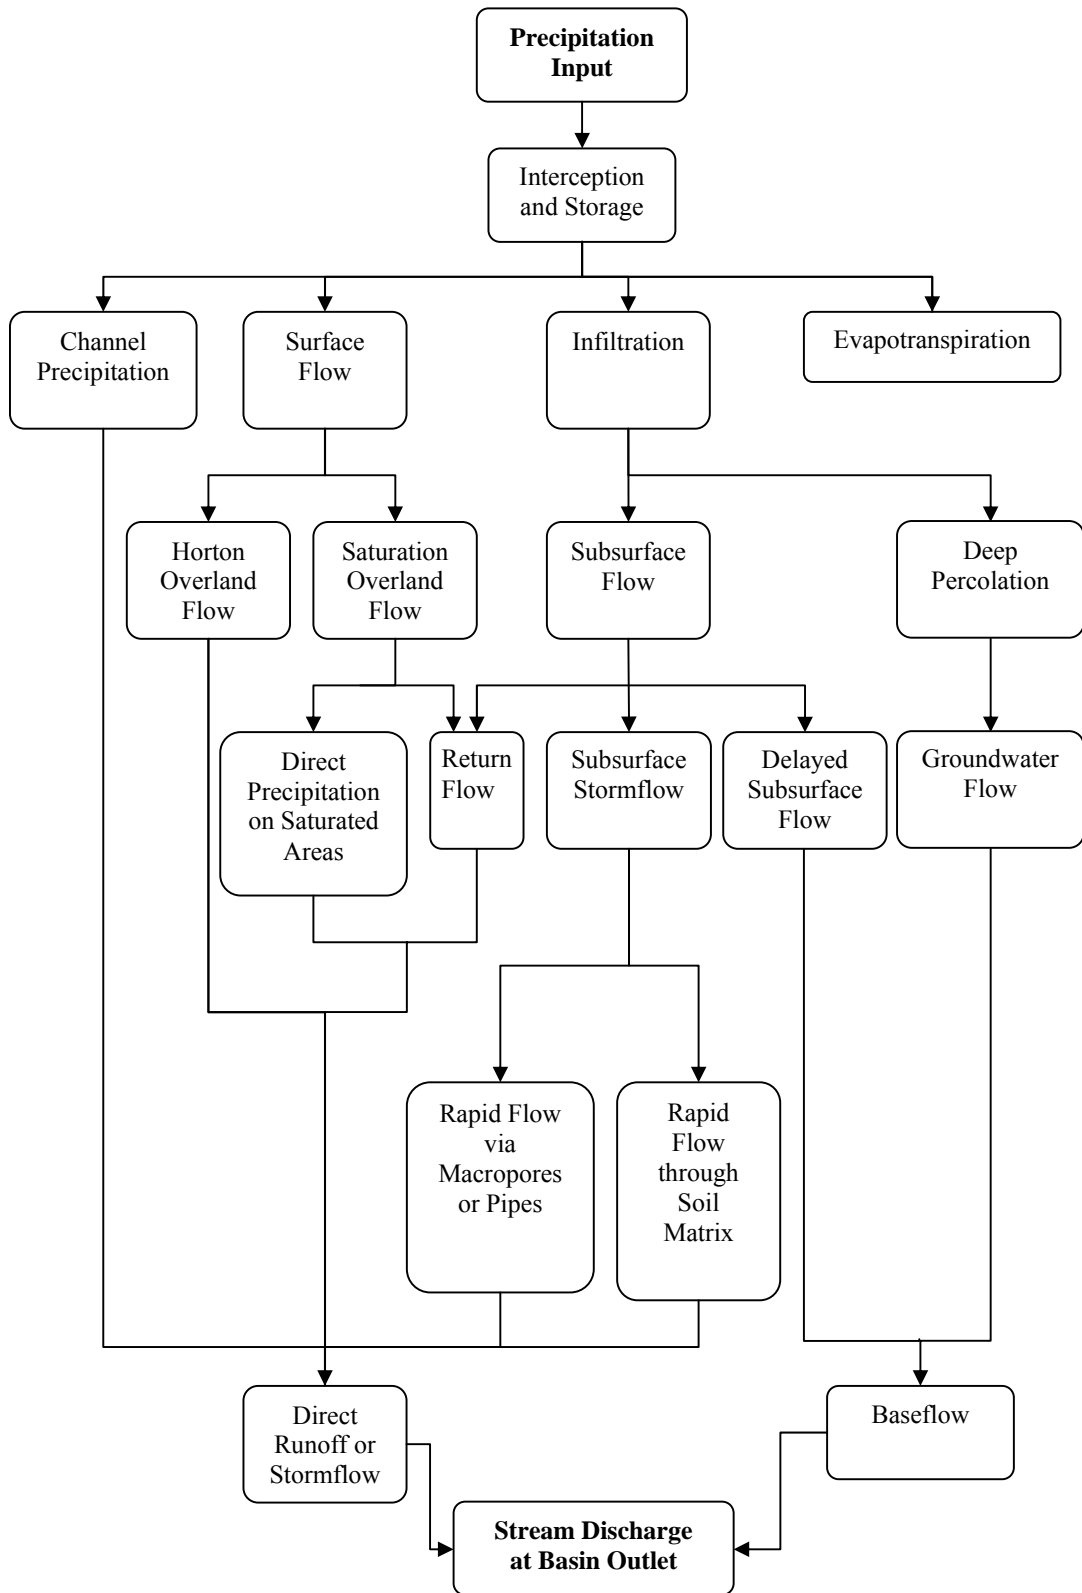 Precipitation
Input
Interception
and Storage
Channel
Precipitation
Surface
Flow
Infiltration
Evapotranspiration
Horton
Overland
Flow
Saturation
Overland
Flow
Subsurface
Flow
Deep
Percolation
Direct
Precipitation
on Saturated
Areas
Return
Flow
Subsurface
Stormflow
Delayed
Subsurface
Flow
Groundwater
Flow
Rapid Flow
via
Macropores
or Pipes
Rapid
Flow
through
Soil
Matrix
Direct
Runoff or
Stormflow
Baseflow
Stream Discharge
at Basin Outlet